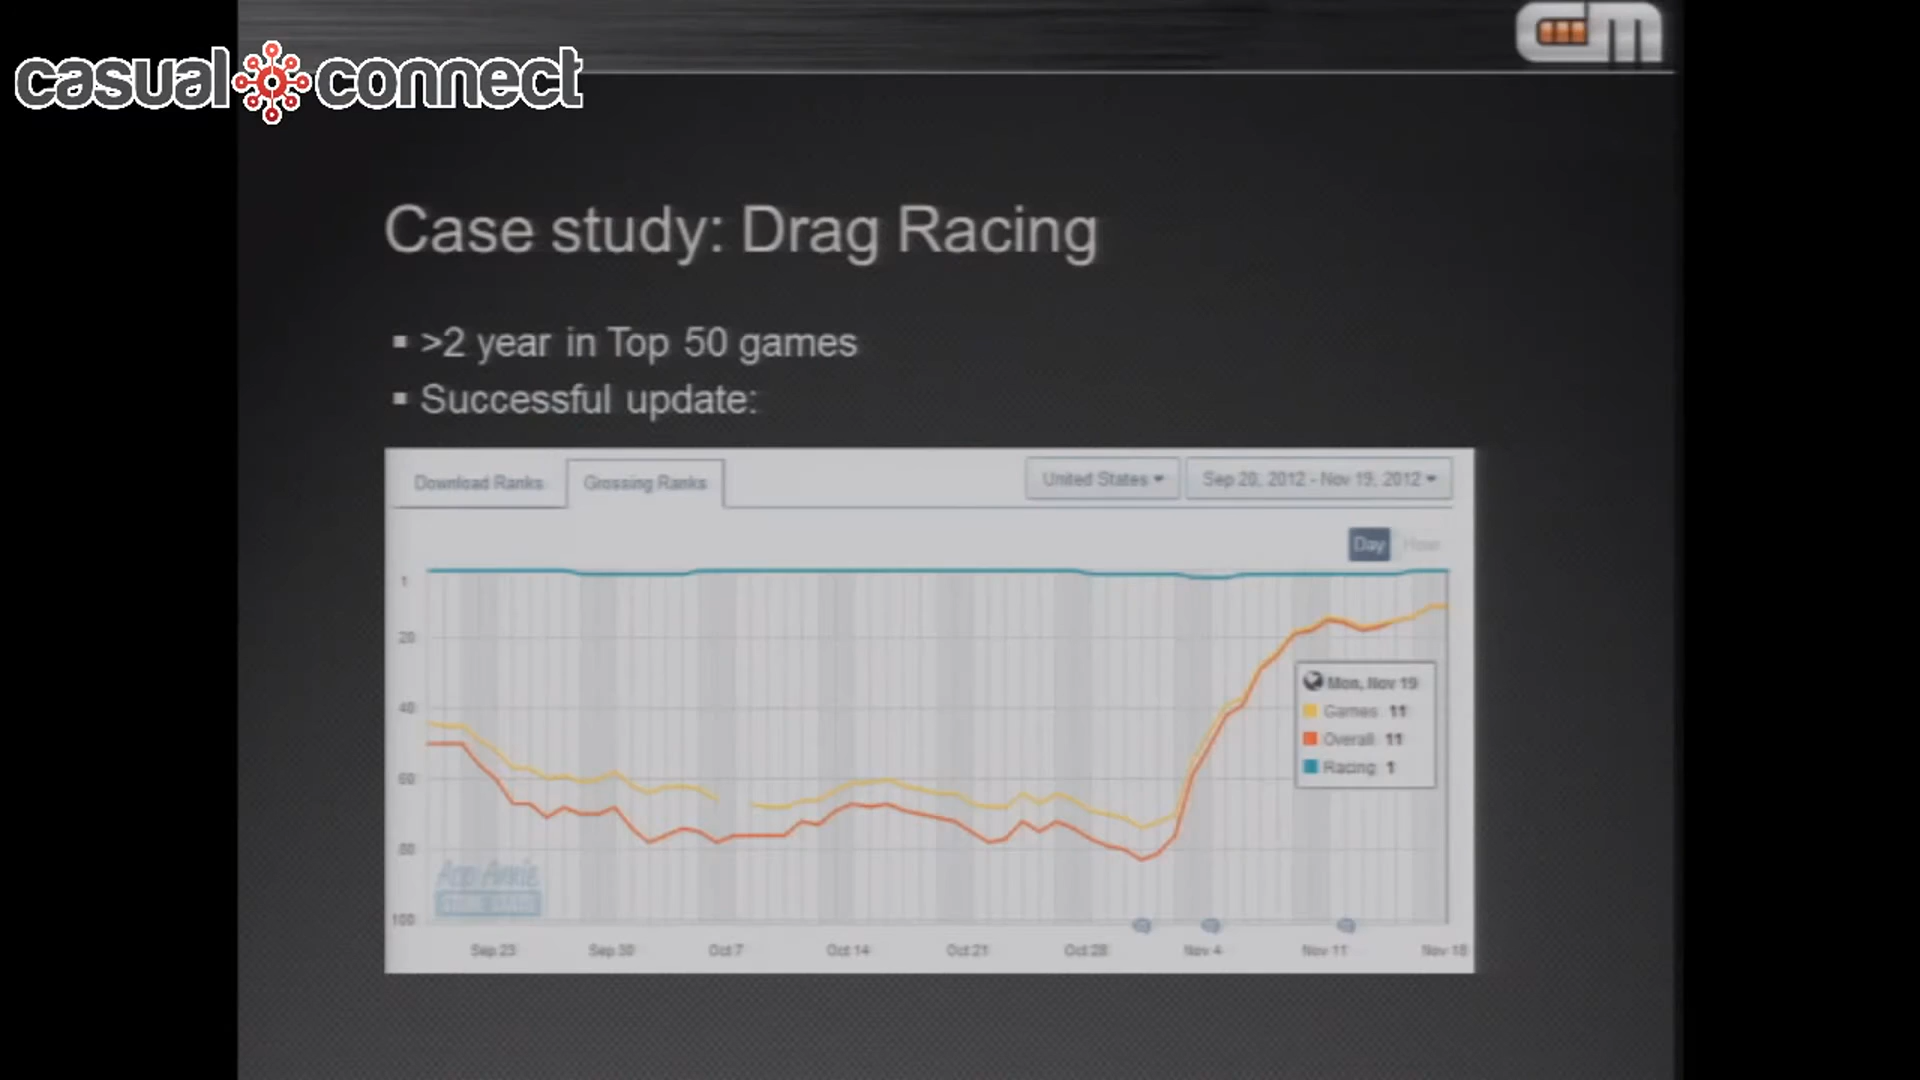 casual connect
Case study: Drag Racing
▪ >2 year in Top 50 games
▪ Successful update:
Download Ranks
Grossing Ranks
United States
Sep 20, 2012 - Nov 19, 2012
Day
Hour
1
20
40
60
80
100
Mon, Nov 19
Games: 11
Overall: 11
Racing: 1
App Annie
Sep 23
Sep 30
Oct 7
Oct 14
Oct 21
Oct 28
Nov 4
Nov 11
Nov 18